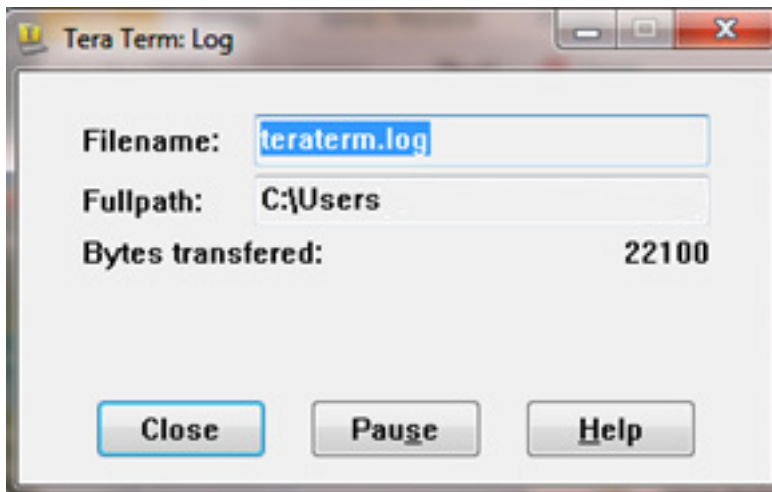 Tera Term: Log
Filename: teraterm.log
Fullpath: C:\Users
Bytes transfered: 22100
Close Pause Help